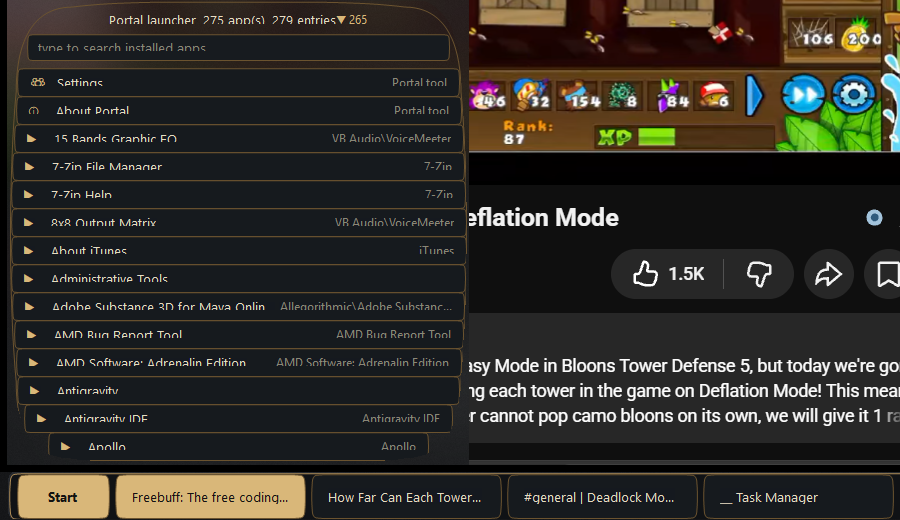 Portal launcher 275 app(s) 279 entries▼ 265
type to search installed apps
Settings Portal tool
About Portal Portal tool
15 Bands Graphic EQ VB Audio\VoiceMeeter
7-Zip File Manager 7-Zip
7-Zip Help 7-Zip
8x8 Output Matrix VB Audio\VoiceMeeter
About iTunes iTunes
Administrative Tools
Adobe Substance 3D for Maya Onlin Allegorithmic\Adobe Substanc...
AMD Bug Report Tool AMD Bug Report Tool
AMD Software: Adrenalin Edition AMD Software: Adrenalin Edition
Antigravity
Antigravity IDE Antigravity IDE
Apollo Apollo
106 200
46 32 154 8 84 6
Rank:
87
XP
eflation Mode
1.5K
asy Mode in Bloons Tower Defense 5, but today we're go
ng each tower in the game on Deflation Mode! This mea
r cannot pop camo bloons on its own, we will give it 1 ra
Start
Freebuff: The free coding...
How Far Can Each Tower...
#general | Deadlock Mo...
__ Task Manager